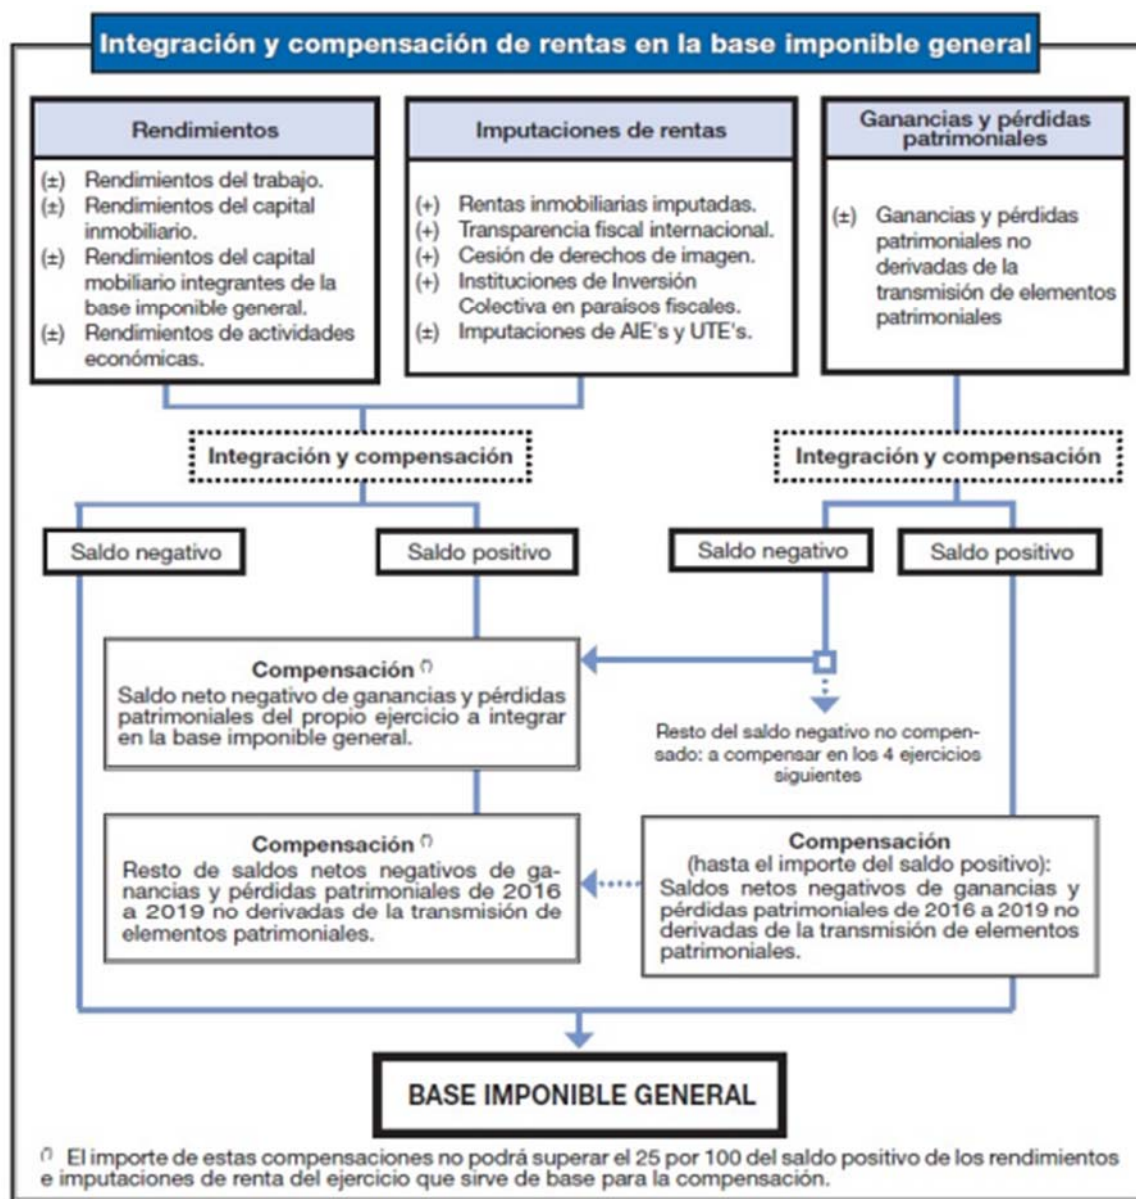 Integración y compensación de rentas en la base imponible general
Rendimientos
(±) Rendimientos del trabajo.
(±) Rendimientos del capital
inmobiliario.
(±) Rendimientos del capital
mobiliario integrantes de la
base imponible general.
(±) Rendimientos de actividades
económicas.
Imputaciones de rentas
(+) Rentas inmobiliarias imputadas.
(+) Transparencia fiscal internacional.
(+) Cesión de derechos de imagen.
(+) Instituciones de Inversión
Colectiva en paraísos fiscales.
(±) Imputaciones de AIE's y UTE's.
Ganancias y pérdidas
patrimoniales
(±) Ganancias y pérdidas
patrimoniales no
derivadas de la
transmisión de elementos
patrimoniales
Integración y compensación
Integración y compensación
Saldo negativo
Saldo positivo
Saldo negativo
Saldo positivo
Compensación (*)
Saldo neto negativo de ganancias y pérdidas
patrimoniales del propio ejercicio a integrar
en la base imponible general.
Resto del saldo negativo no compen-
sado: a compensar en los 4 ejercicios
siguientes
Compensación (*)
Resto de saldos netos negativos de ga-
nancias y pérdidas patrimoniales de 2016
a 2019 no derivadas de la transmisión de
elementos patrimoniales.
Compensación
(hasta el importe del saldo positivo):
Saldos netos negativos de ganancias y
pérdidas patrimoniales de 2016 a 2019 no
derivadas de la transmisión de elementos
patrimoniales.
BASE IMPONIBLE GENERAL
(*) El importe de estas compensaciones no podrá superar el 25 por 100 del saldo positivo de los rendimientos
e imputaciones de renta del ejercicio que sirve de base para la compensación.